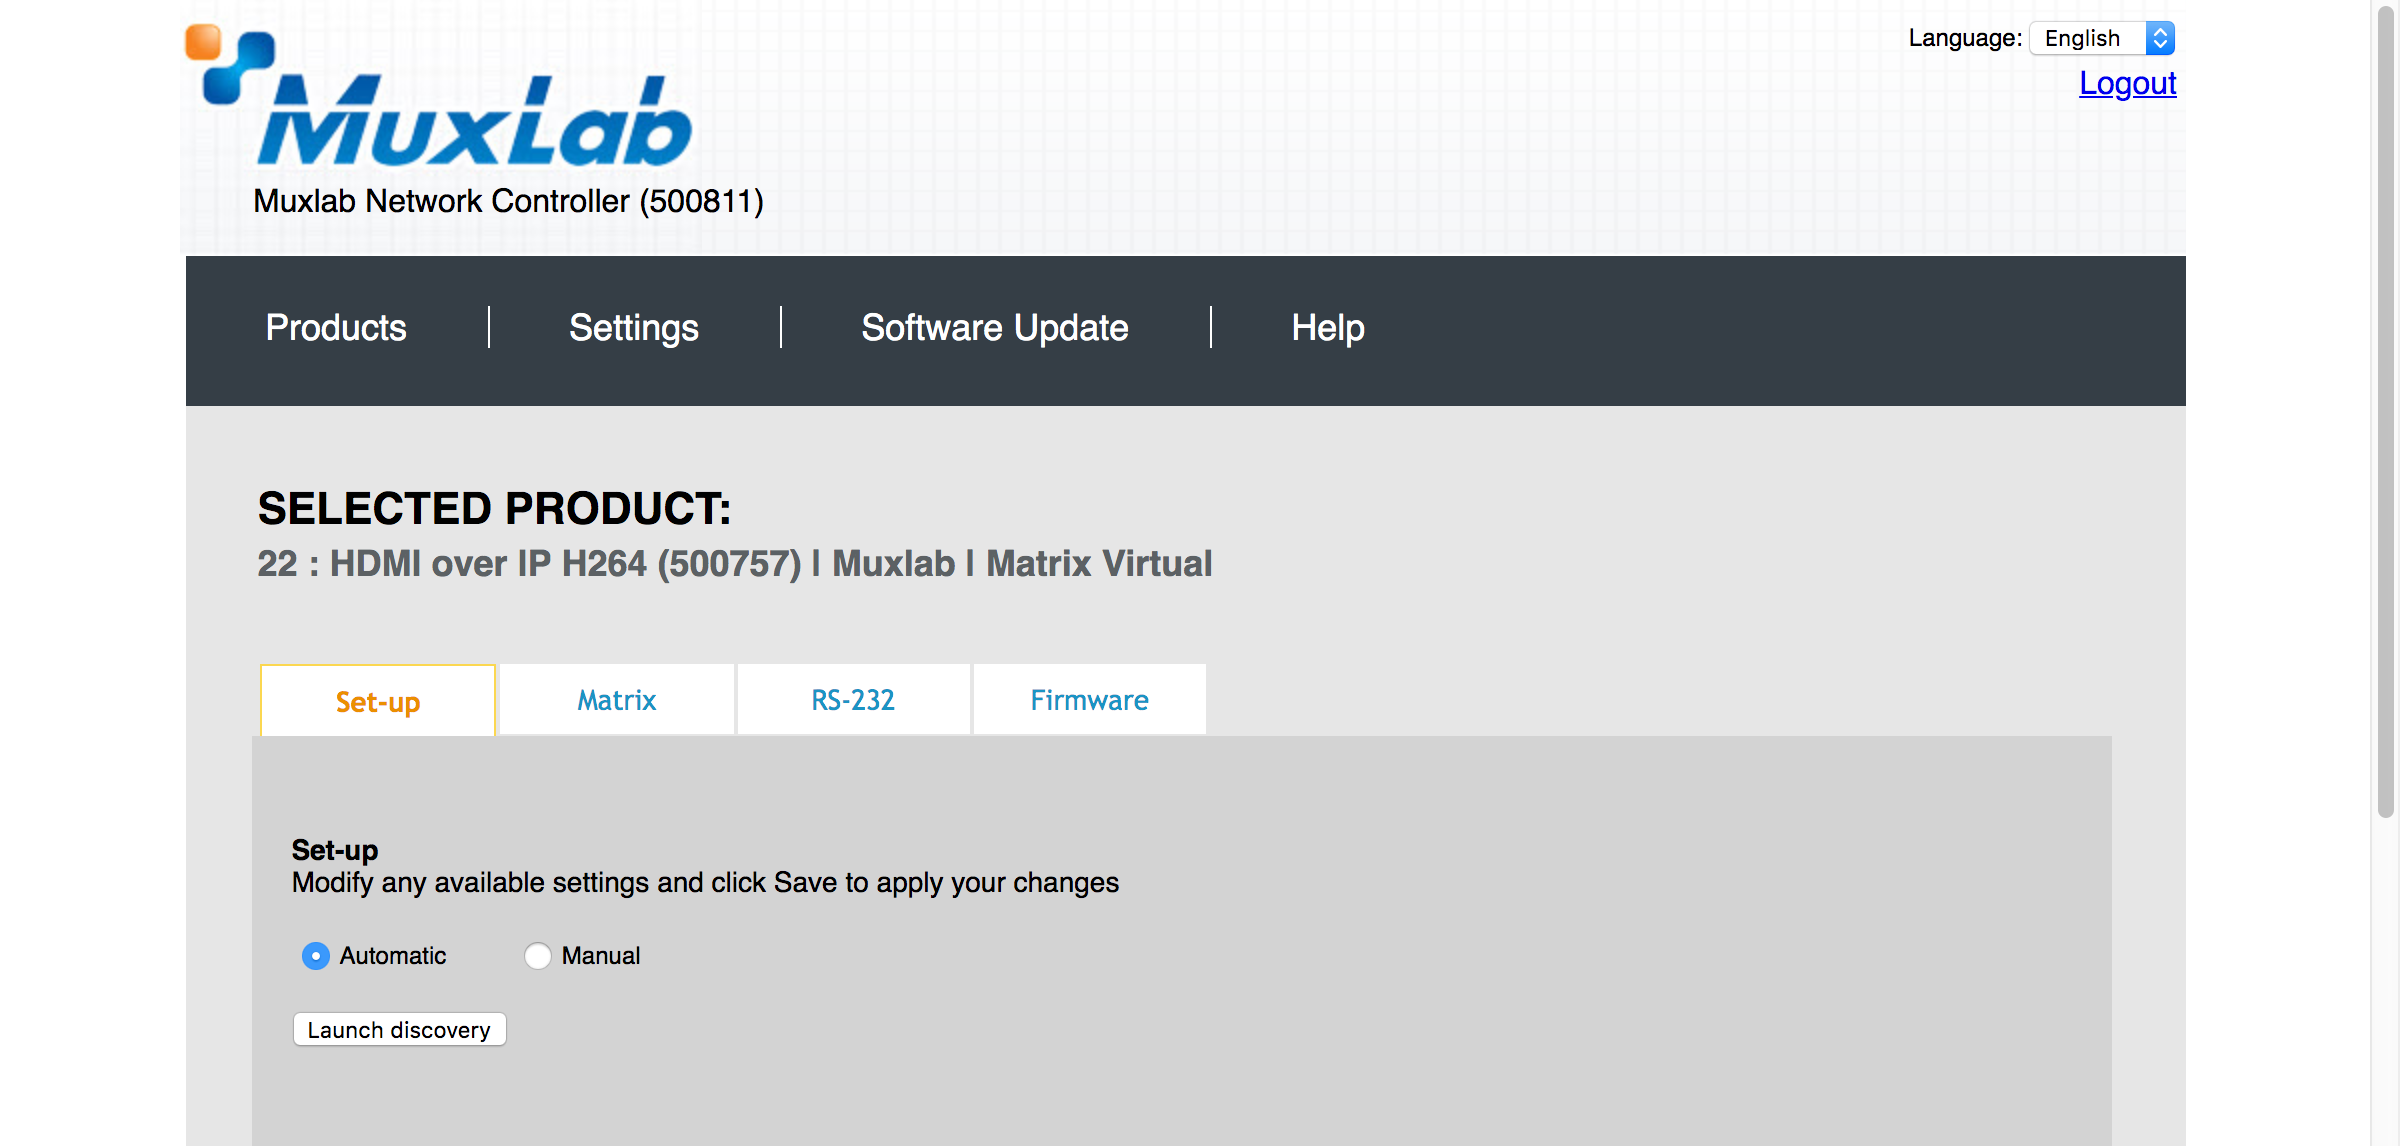 Language: English
Logout
MuxLab
Muxlab Network Controller (500811)
Products
Settings
Software Update
Help
SELECTED PRODUCT:
22 : HDMI over IP H264 (500757) | Muxlab | Matrix Virtual
Set-up
Matrix
RS-232
Firmware
Set-up
Modify any available settings and click Save to apply your changes
Automatic
Manual
Launch discovery